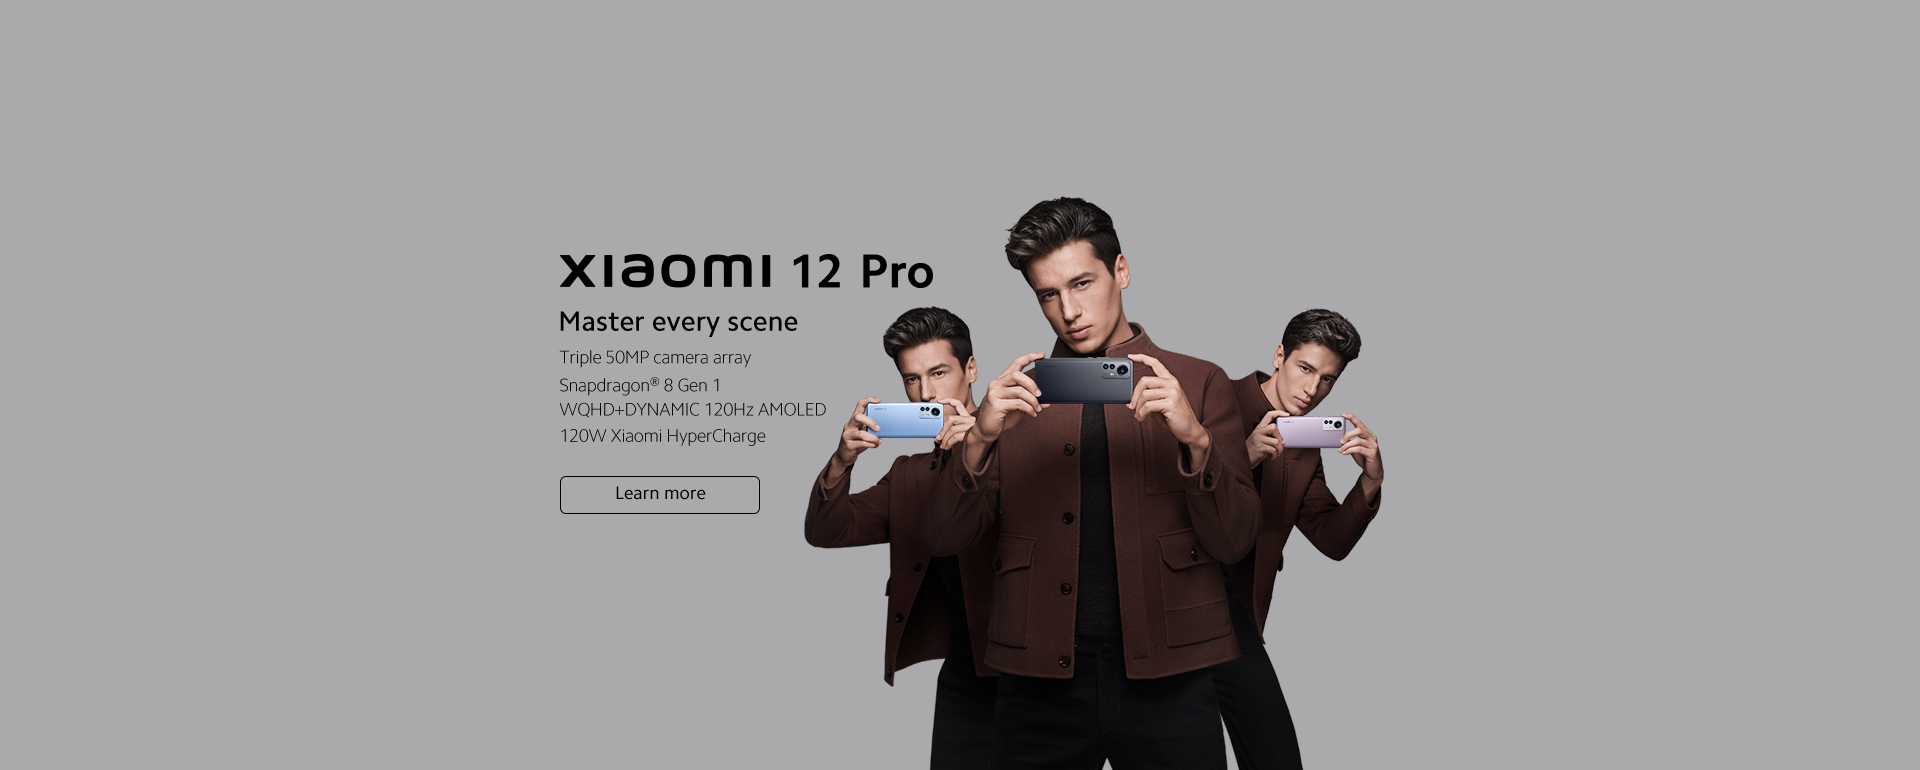 xiaomi 12 Pro
Master every scene
Triple 50MP camera array
Snapdragon® 8 Gen 1
WQHD+DYNAMIC 120Hz AMOLED
120W Xiaomi HyperCharge
Learn more